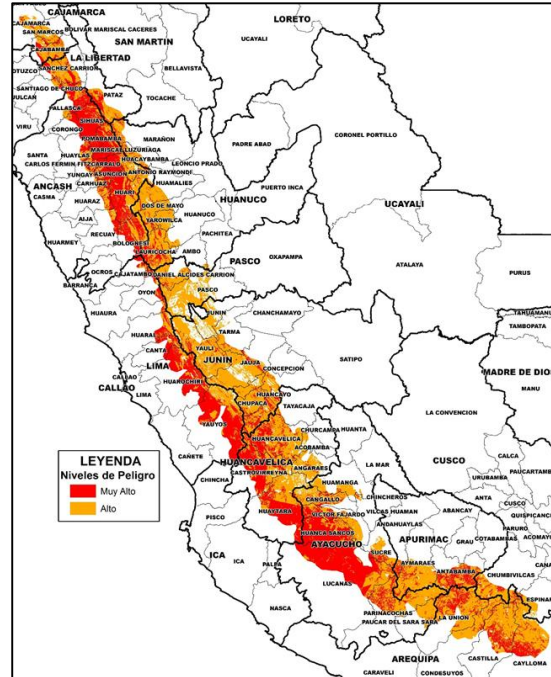 CAJAMARCA
LORETO
CAJAMARCA
SAN MARCOS
BOLIVAR MARISCAL CACERES
UCAYALI
SAN MARTIN
CAJABAMBA
BELLAVISTA
LA LIBERTAD
SANCHEZ CARRION
SANTIAGO DE CHUCO
PATAZ
TOCACHE
PALLASCA
VIRU
CORONGO
SIHUAS
CORONEL PORTILLO
POMABAMBA
MARAÑON
PADRE ABAD
SANTA
HUAYLAS
MARISCAL LUZURIAGA
HUACAYBAMBA
CARLOS FERMIN FITZCARRALD
LEONCIO PRADO
YUNGAY
ASUNCION
ANTONIO RAYMONDI
PUERTO INCA
ANCASH
CARHUAZ
HUAMALIES
HUARI
CASMA
HUARAZ
DOS DE MAYO
HUANUCO
HUANUCO
UCAYALI
AIJA
YAROWILCA
PACHITEA
HUARMEY
RECUAY
BOLOGNESI
LAURICOCHA
AMBO
PASCO
OXAPAMPA
ATALAYA
PURUS
OCROS
CAJATAMBO
DANIEL ALCIDES CARRION
BARRANCA
OYON
PASCO
HUAURA
JUNIN
CHANCHAMAYO
TAHUAMANU
TARMA
TAMBOPATA
HUARAL
YAULI
CANTA
JUNIN
JAUJA
SATIPO
LIMA
CONCEPCION
MADRE DE DIOS
CALLAO
HUAROCHIRI
MANU
CALLAO
LIMA
HUANCAYO
CHUPACA
TAYACAJA
LA CONVENCION
YAUYOS
CHURCAMPA
HUANTA
HUANCAVELICA
CUSCO
CAÑETE
ACOBAMBA
LA MAR
CALCA
HUANCAVELICA
ANGARAES
URUBAMBA
PAUCARTAMBO
CASTROVIRREYNA
CHINCHA
HUAMANGA
ANTA
CANGALLO
CHINCHEROS
CUSCO
PISCO
HUAYTARA
VICTOR FAJARDO
VILCAS HUAMAN
ABANCAY
ANDAHUAYLAS
PARURO
HUANCA SANCOS
APURIMAC
GRAU
COTABAMBAS
ICA
AYACUCHO
SUCRE
ICA
PALPA
AYMARAES
ANTABAMBA
CHUMBIVILCAS
LUCANAS
NASCA
PARINACOCHAS
LA UNION
PAUCAR DEL SARA SARA
AREQUIPA
CASTILLA
CAYLLOMA
CONDESUYOS
CARAVELI
LEYENDA
Niveles de Peligro
Muy Alto
Alto